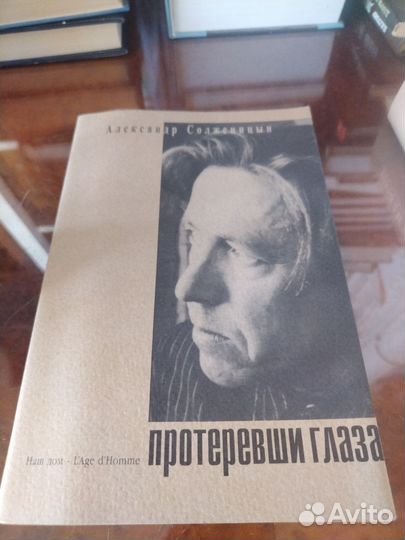 Александр Солженицын
Наш дом - L'Age d'Homme
протеревши глаза
Avito